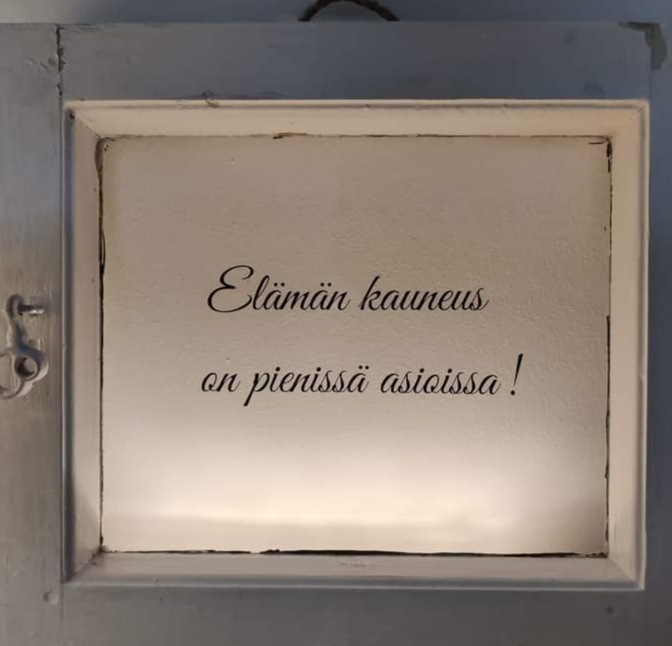 Elämän kauneus
on pienissä asioissa !